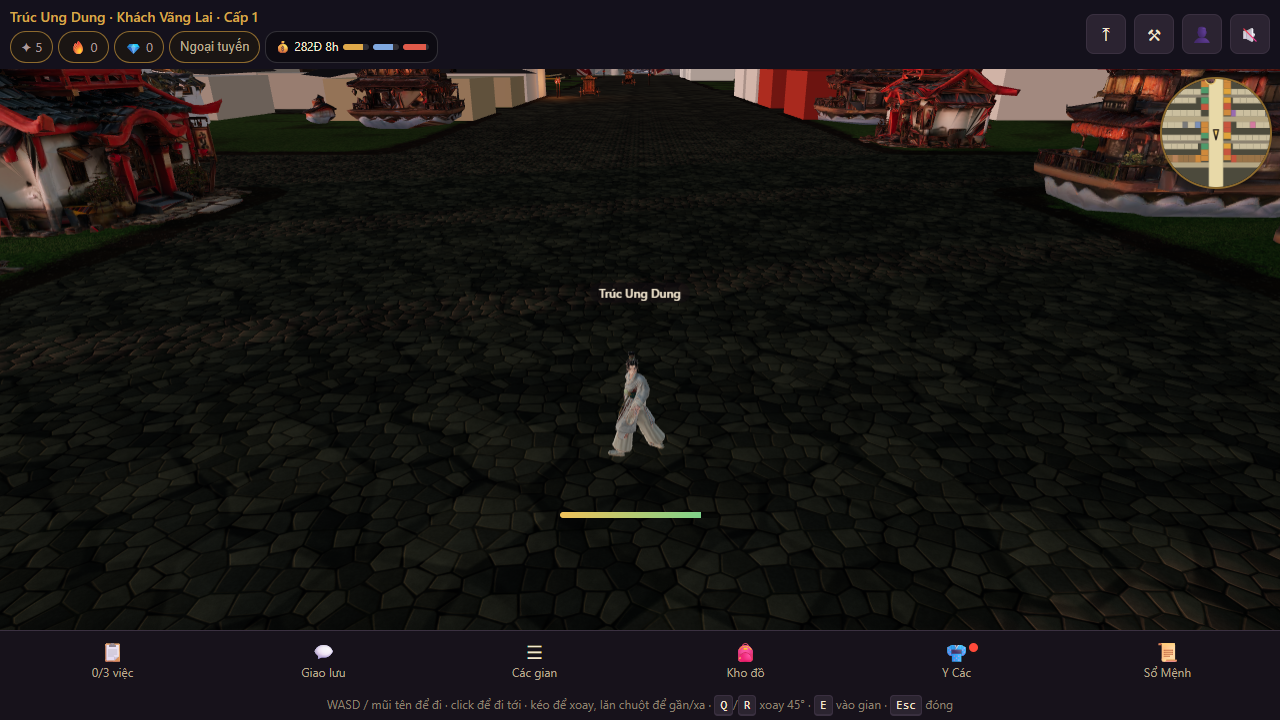 Trúc Ung Dung · Khách Vãng Lai · Cấp 1
5 0 0 Ngoại tuyến 282Đ 8h
Trúc Ung Dung
0/3 việc Giao lưu Các gian Kho đồ Y Các Sổ Mệnh
WASD / mũi tên để đi · click để đi tới · kéo để xoay, lăn chuột để gần/xa · Q / R xoay 45° · E vào gian · Esc đóng